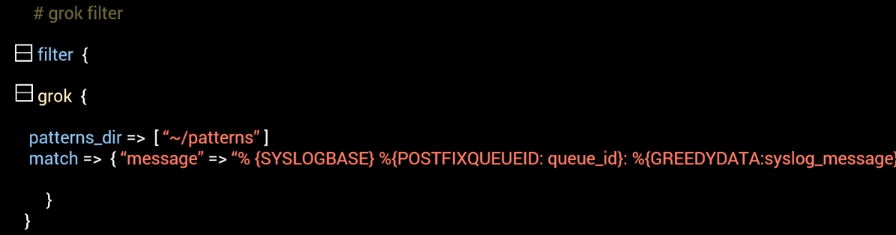 # grok filter
filter {
grok {
patterns_dir => [ “~/patterns” ]
match => { “message” => “% {SYSLOGBASE} %{POSTFIXQUEUEID: queue_id}: %{GREEDYDATA:syslog_message}
}
}